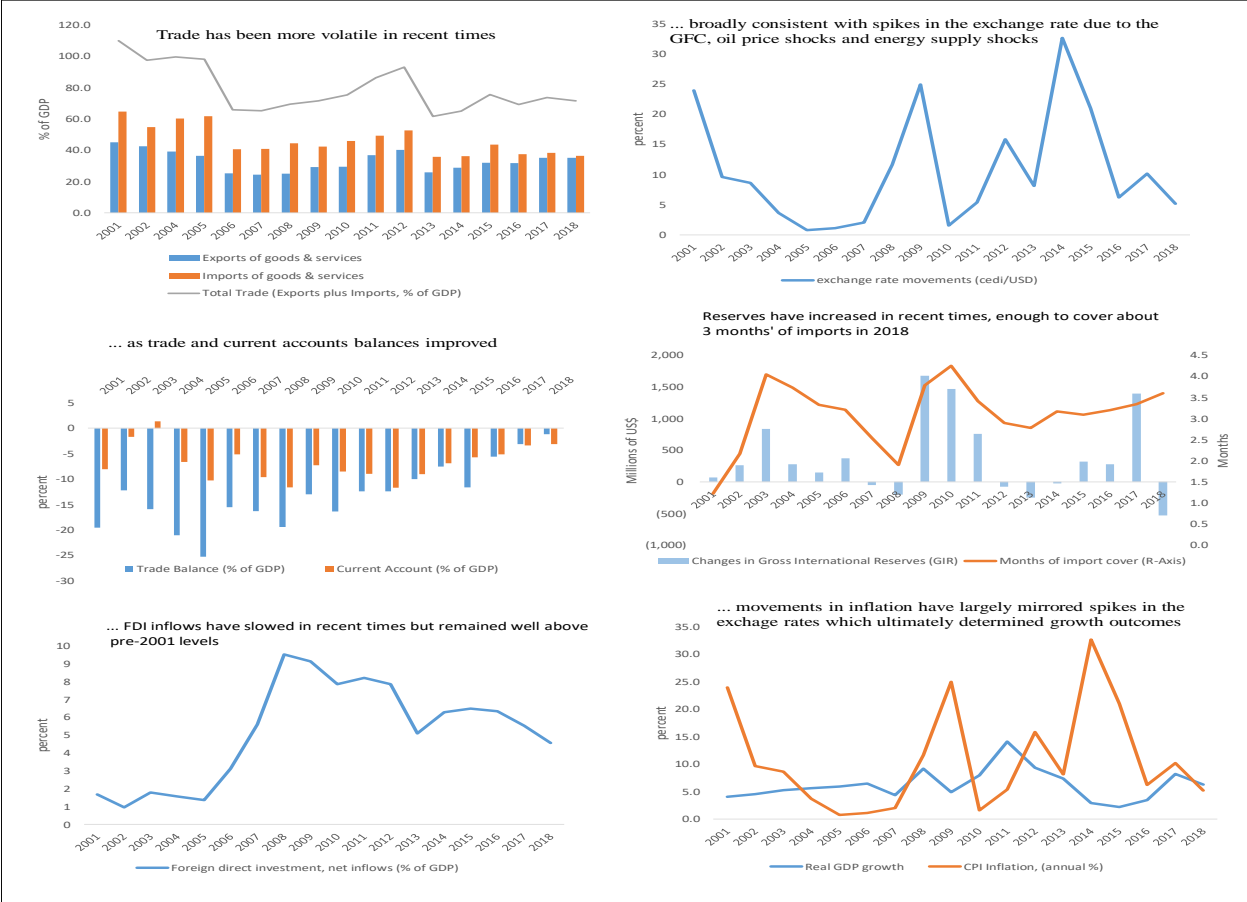 Trade has been more volatile in recent times
120.0
100.0
80.0
60.0
40.0
20.0
0.0
% of GDP
2001 2002 2004 2005 2006 2007 2008 2009 2010 2011 2012 2013 2014 2015 2016 2017 2018
Exports of goods & services
Imports of goods & services
Total Trade (Exports plus Imports, % of GDP)
... broadly consistent with spikes in the exchange rate due to the
GFC, oil price shocks and energy supply shocks
35
30
25
20
15
10
5
0
percent
2001 2002 2003 2004 2005 2006 2007 2008 2009 2010 2011 2012 2013 2014 2015 2016 2017 2018
exchange rate movements (cedi/USD)
... as trade and current accounts balances improved
2001 2002 2003 2004 2005 2006 2007 2008 2009 2010 2011 2012 2013 2014 2015 2016 2017 2018
5
0
-5
-10
-15
-20
-25
-30
percent
Trade Balance (% of GDP)
Current Account (% of GDP)
Reserves have increased in recent times, enough to cover about
3 months' of imports in 2018
2,000
1,500
1,000
500
0
(500)
(1,000)
Millions of US$
4.5
4.0
3.5
3.0
2.5
2.0
1.5
1.0
0.5
0.0
Months
2001 2002 2003 2004 2005 2006 2007 2008 2009 2010 2011 2012 2013 2014 2015 2016 2017 2018
Changes in Gross International Reserves (GIR)
Months of import cover (R-Axis)
... FDI inflows have slowed in recent times but remained well above
pre-2001 levels
10
9
8
7
6
5
4
3
2
1
0
percent
2001 2002 2003 2004 2005 2006 2007 2008 2009 2010 2011 2012 2013 2014 2015 2016 2017 2018
Foreign direct investment, net inflows (% of GDP)
... movements in inflation have largely mirrored spikes in the
exchage rates which ultimately determined growth outcomes
35.0
30.0
25.0
20.0
15.0
10.0
5.0
0.0
percent
2001 2002 2003 2004 2005 2006 2007 2008 2009 2010 2011 2012 2013 2014 2015 2016 2017 2018
Real GDP growth
CPI Inflation, (annual %)